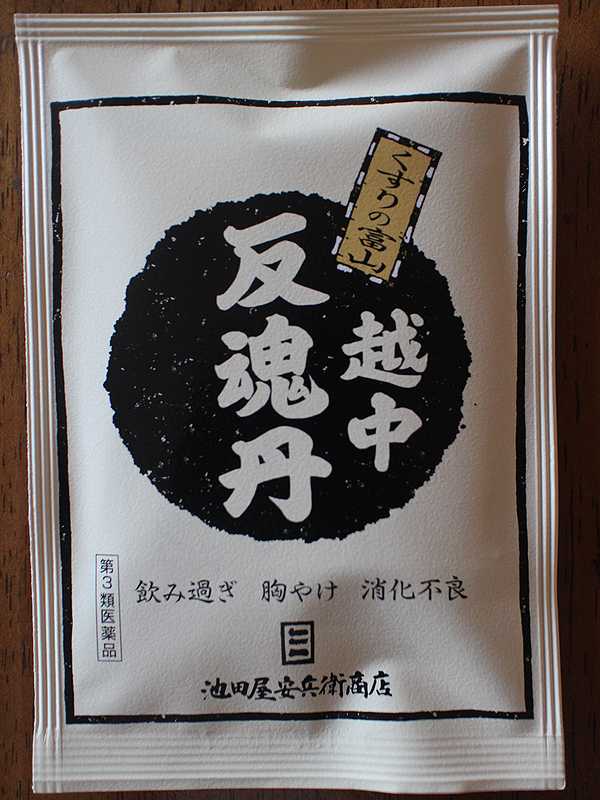 くすりの富山
越中
反魂丹
飲み過ぎ 胸やけ 消化不良
第3類医薬品
池田屋安兵衛商店